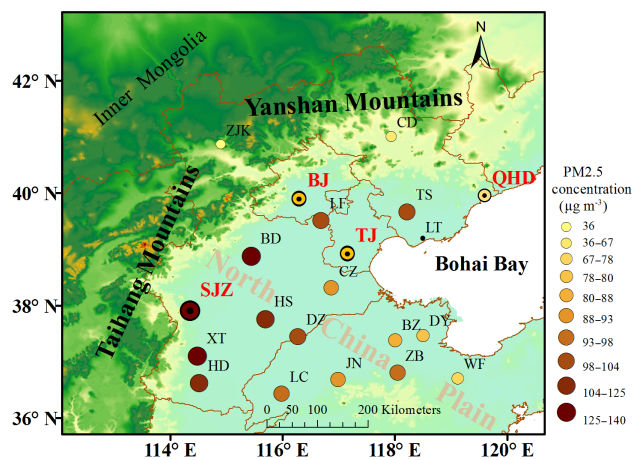 N
42° N
40° N
38° N
36° N
114° E
116° E
118° E
120° E
Inner Mongolia
Yanshan Mountains
Taihang Mountains
North China Plain
Bohai Bay
ZJK
CD
BJ
QHD
LF
TS
LT
TJ
BD
CZ
SJZ
HS
DZ
XT
HD
LC
JN
BZ
DY
ZB
WF
0 50 100 200 Kilometers
PM2.5
concentration
(µg m⁻³)
36
36–67
67–78
78–80
80–88
88–93
93–98
98–104
104–125
125–140